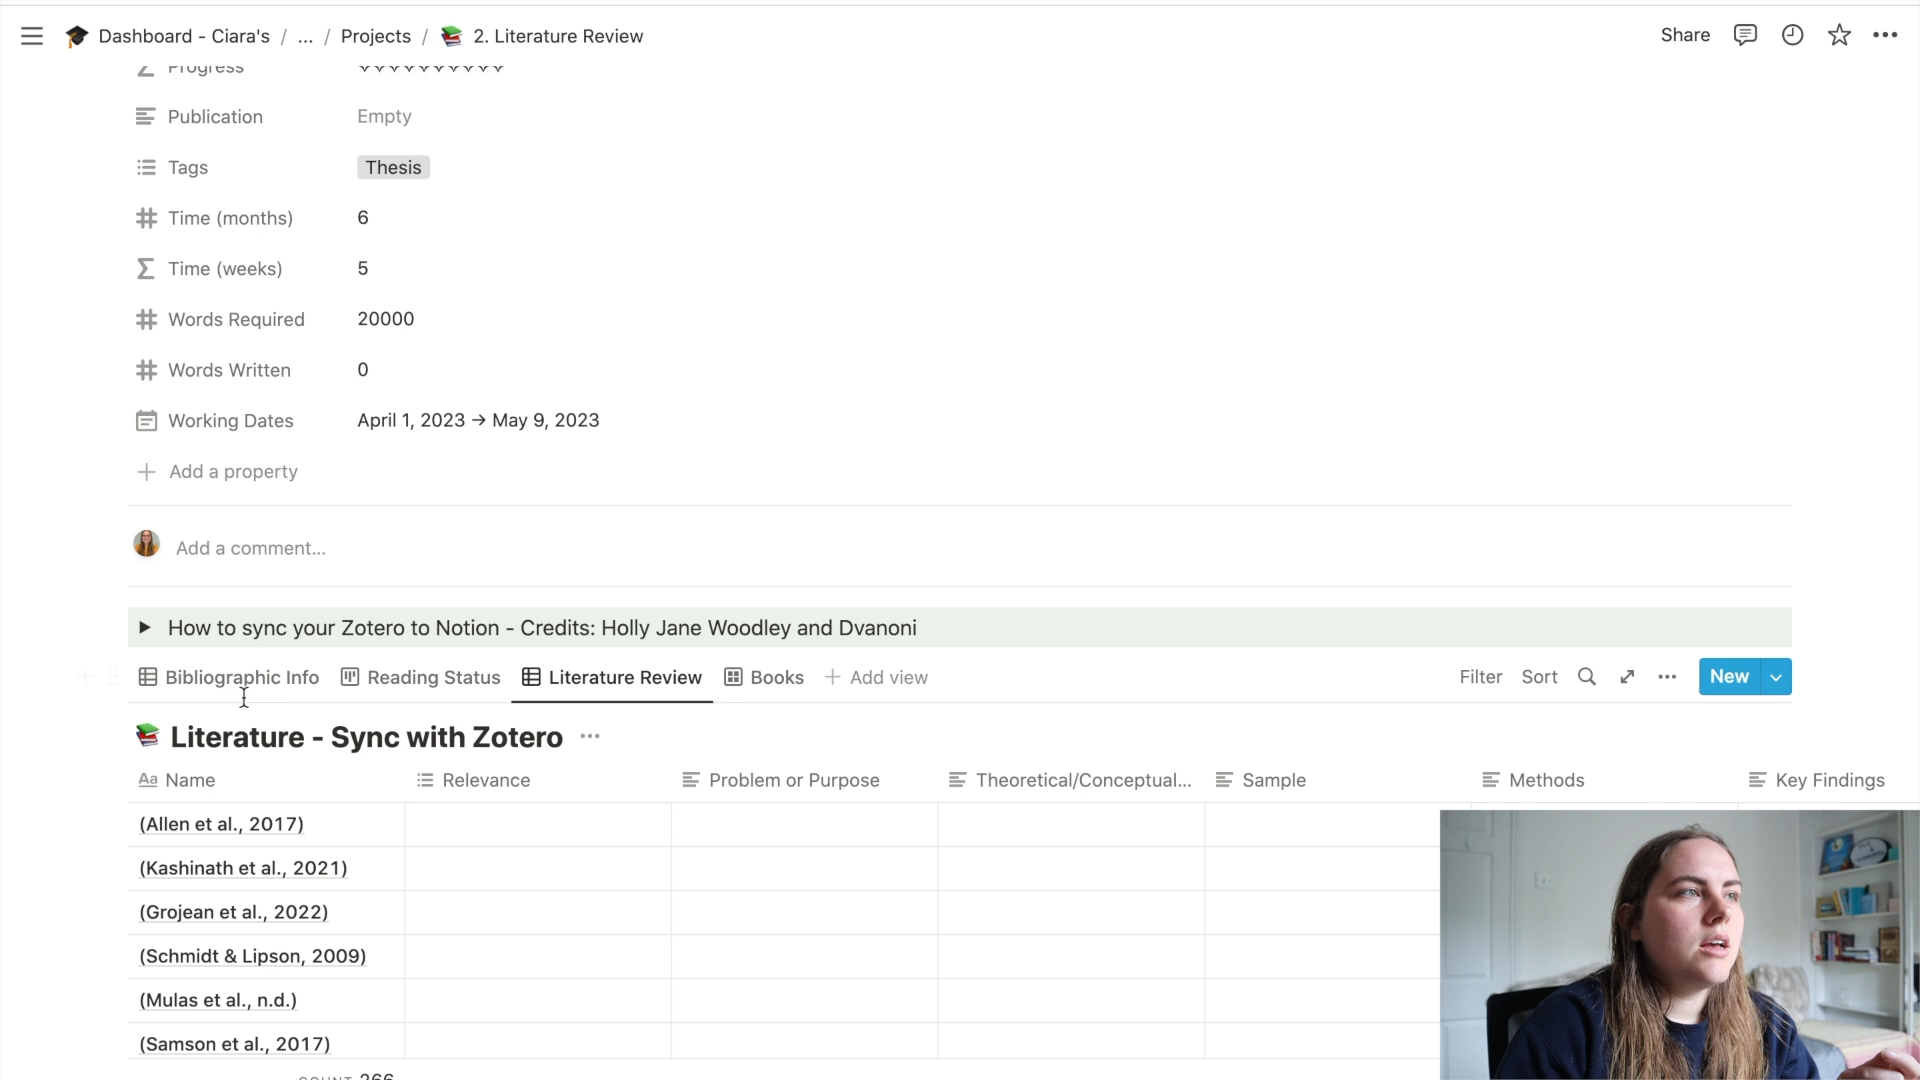 Dashboard - Ciara's / ... / Projects / 2. Literature Review
Share
Progress
Publication Empty
Tags Thesis
Time (months) 6
Time (weeks) 5
Words Required 20000
Words Written 0
Working Dates April 1, 2023 → May 9, 2023
Add a property
Add a comment...
How to sync your Zotero to Notion - Credits: Holly Jane Woodley and Dvanoni
Bibliographic Info Reading Status Literature Review Books + Add view Filter Sort New
Literature - Sync with Zotero
Aa Name Relevance Problem or Purpose Theoretical/Conceptual... Sample Methods Key Findings
(Allen et al., 2017)
(Kashinath et al., 2021)
(Grojean et al., 2022)
(Schmidt & Lipson, 2009)
(Mulas et al., n.d.)
(Samson et al., 2017)
COUNT 266